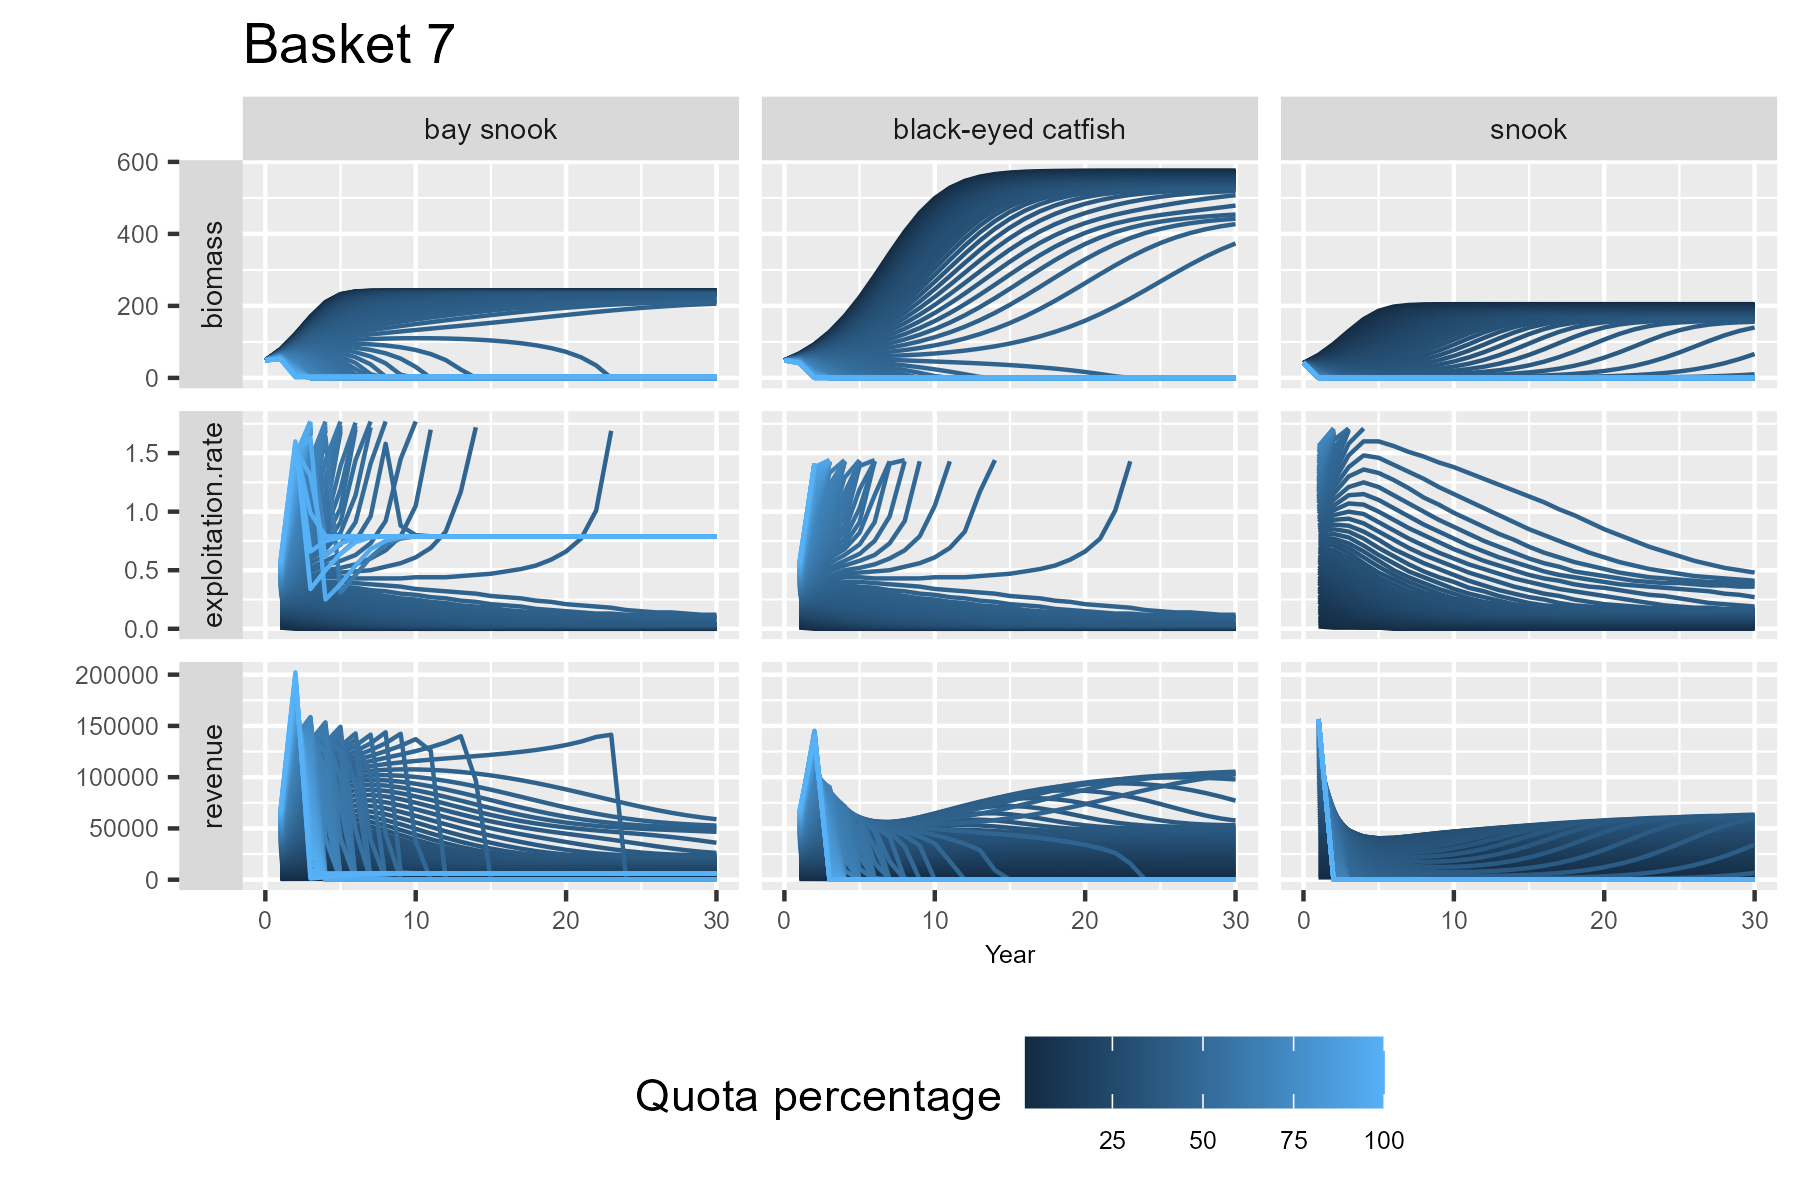 Basket 7
bay snook
black-eyed catfish
snook
biomass
600
400
200
0
exploitation.rate
1.5
1.0
0.5
0.0
revenue
200000
150000
100000
50000
0
0 10 20 30
0 10 20 30
0 10 20 30
Year
Quota percentage
25 50 75 100